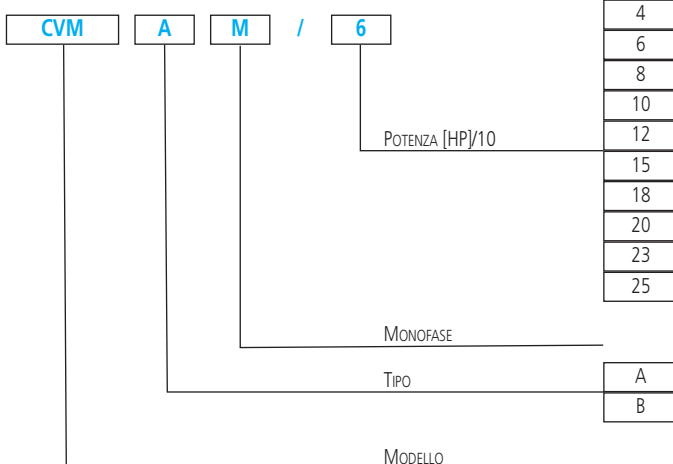 CVM A M / 6
4
6
8
10
12
15
18
20
23
25
POTENZA [HP]/10
MONOFASE
TIPO
A
B
MODELLO